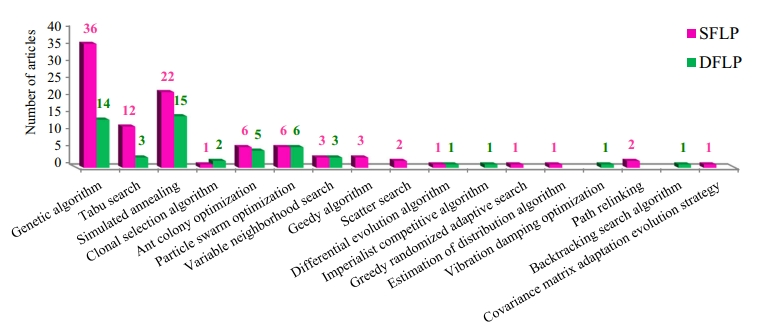 Number of articles
40
35
30
25
20
15
10
5
0
36
14
12
3
22
15
1
2
6
5
6
6
3
3
3
2
1
1
1
1
1
1
2
1
1
SFLP
DFLP
Genetic algorithm
Tabu search
Simulated annealing
Clonal selection algorithm
Ant colony optimization
Particle swarm optimization
Variable neighborhood search
Geedy algorithm
Scatter search
Differential evolution algorithm
Imperialist competitive algorithm
Greedy randomized adaptive search
Estimation of distribution algorithm
Vibration damping optimization
Path relinking
Backtracking search algorithm
Covariance matrix adaptation evolution strategy